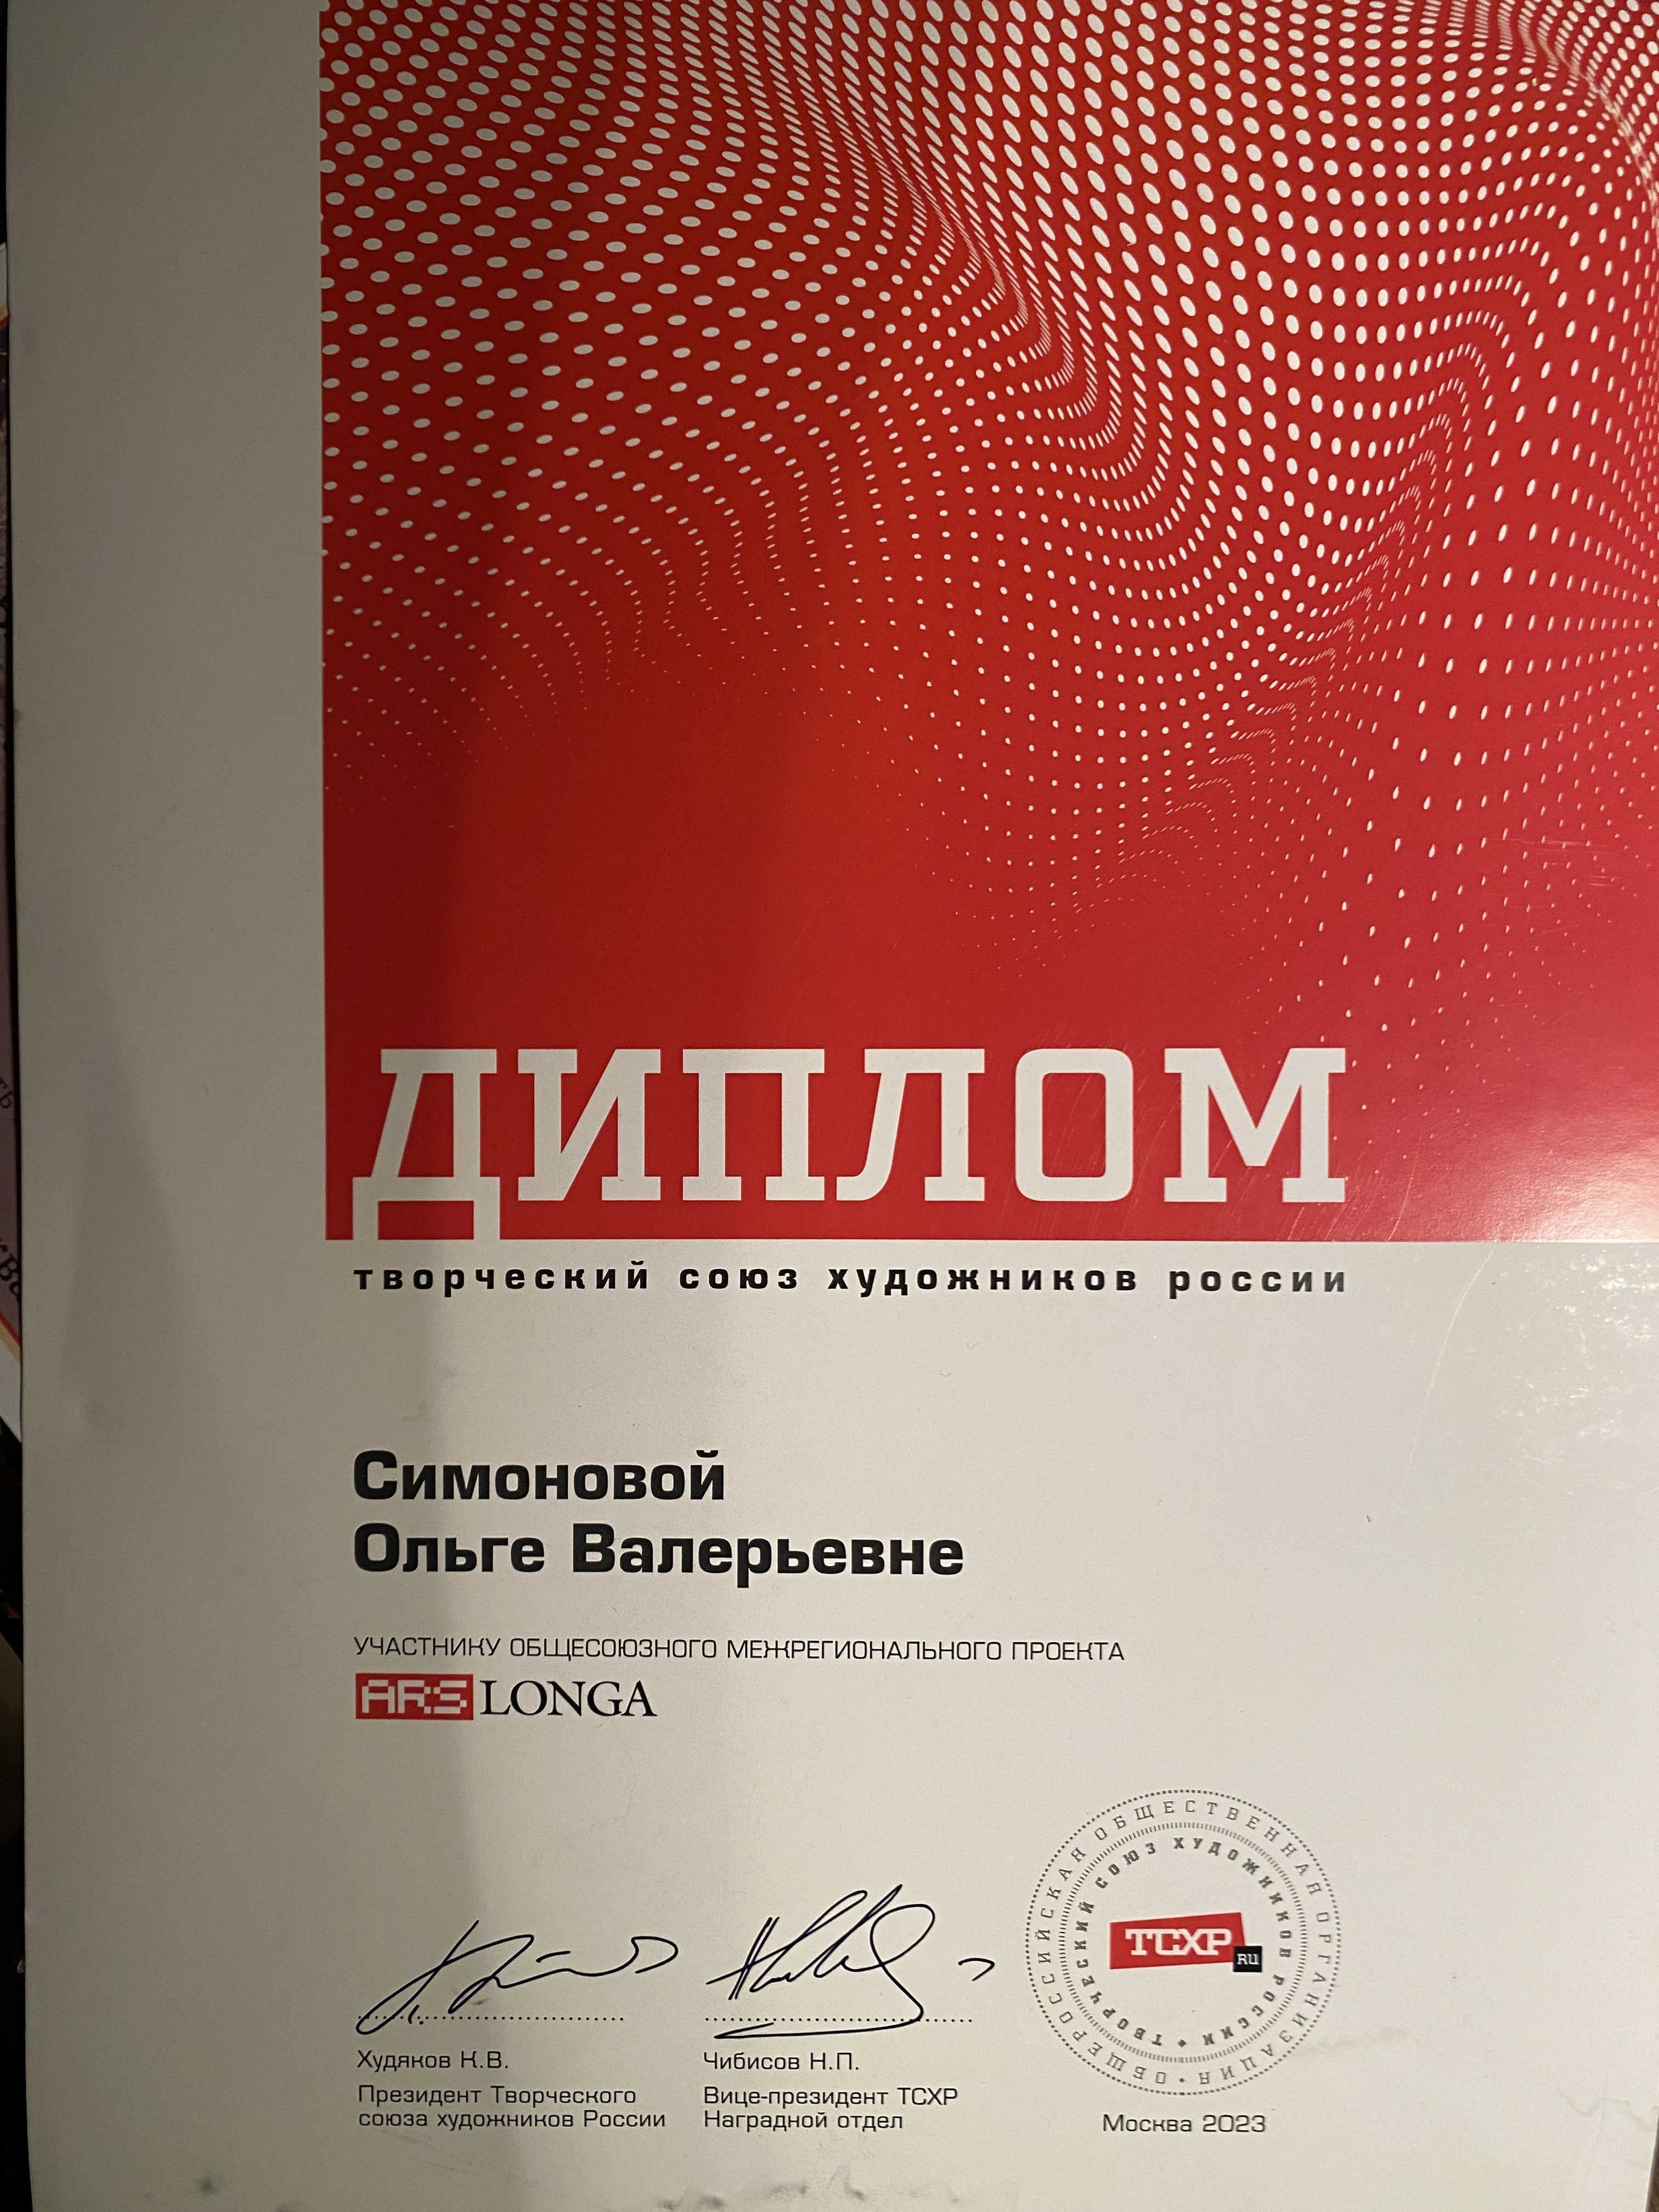 ДИПЛОМ
творческий союз художников россии
Симоновой
Ольге Валерьевне
УЧАСТНИКУ ОБЩЕСОЮЗНОГО МЕЖРЕГИОНАЛЬНОГО ПРОЕКТА
ARS LONGA
ОБЩЕРОССИЙСКАЯ ОБЩЕСТВЕННАЯ ОРГАНИЗАЦИЯ •
ТВОРЧЕСКИЙ СОЮЗ ХУДОЖНИКОВ РОССИИ •
ТСХР
RU
Худяков К.В.
Президент Творческого
союза художников России
Чибисов Н.П.
Вице-президент ТСХР
Наградной отдел
Москва 2023